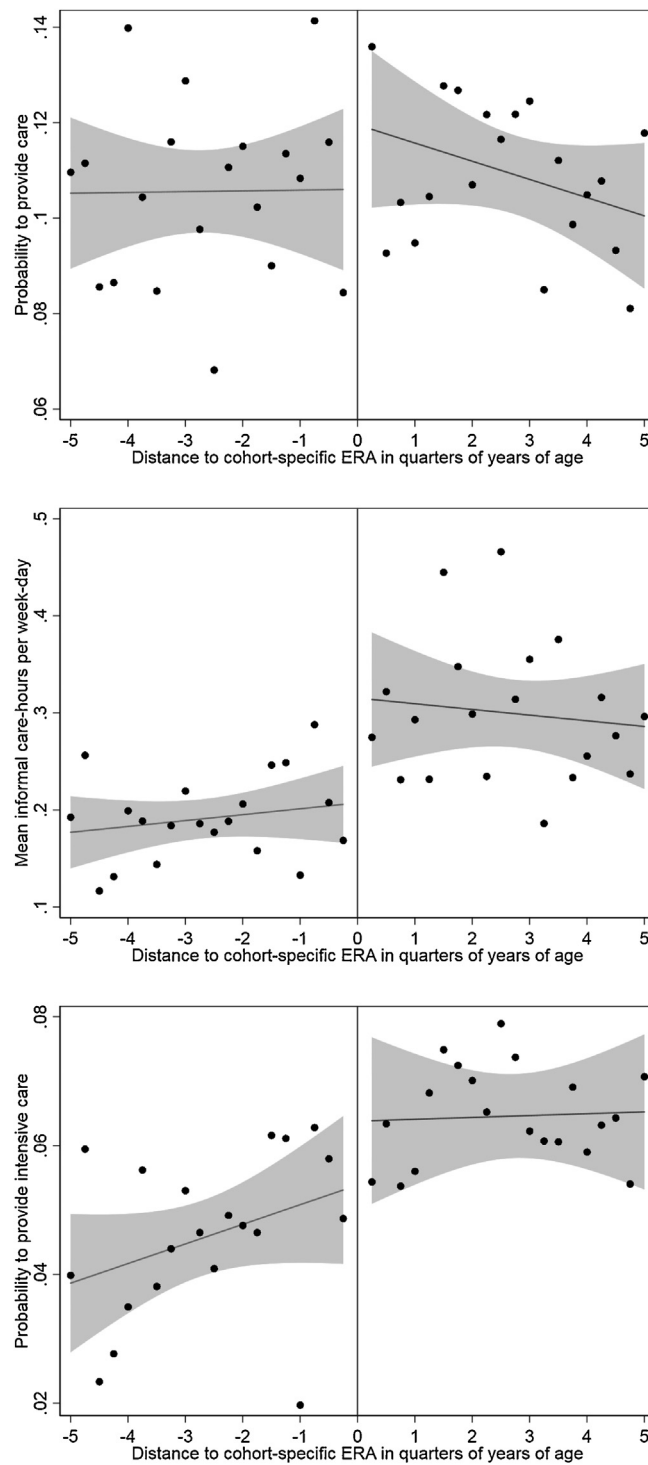 Probability to provide care
.14
.12
.1
.08
.06
-5 -4 -3 -2 -1 0 1 2 3 4 5
Distance to cohort-specific ERA in quarters of years of age
Mean informal care-hours per week-day
.5
.4
.3
.2
.1
-5 -4 -3 -2 -1 0 1 2 3 4 5
Distance to cohort-specific ERA in quarters of years of age
Probability to provide intensive care
.08
.06
.04
.02
-5 -4 -3 -2 -1 0 1 2 3 4 5
Distance to cohort-specific ERA in quarters of years of age